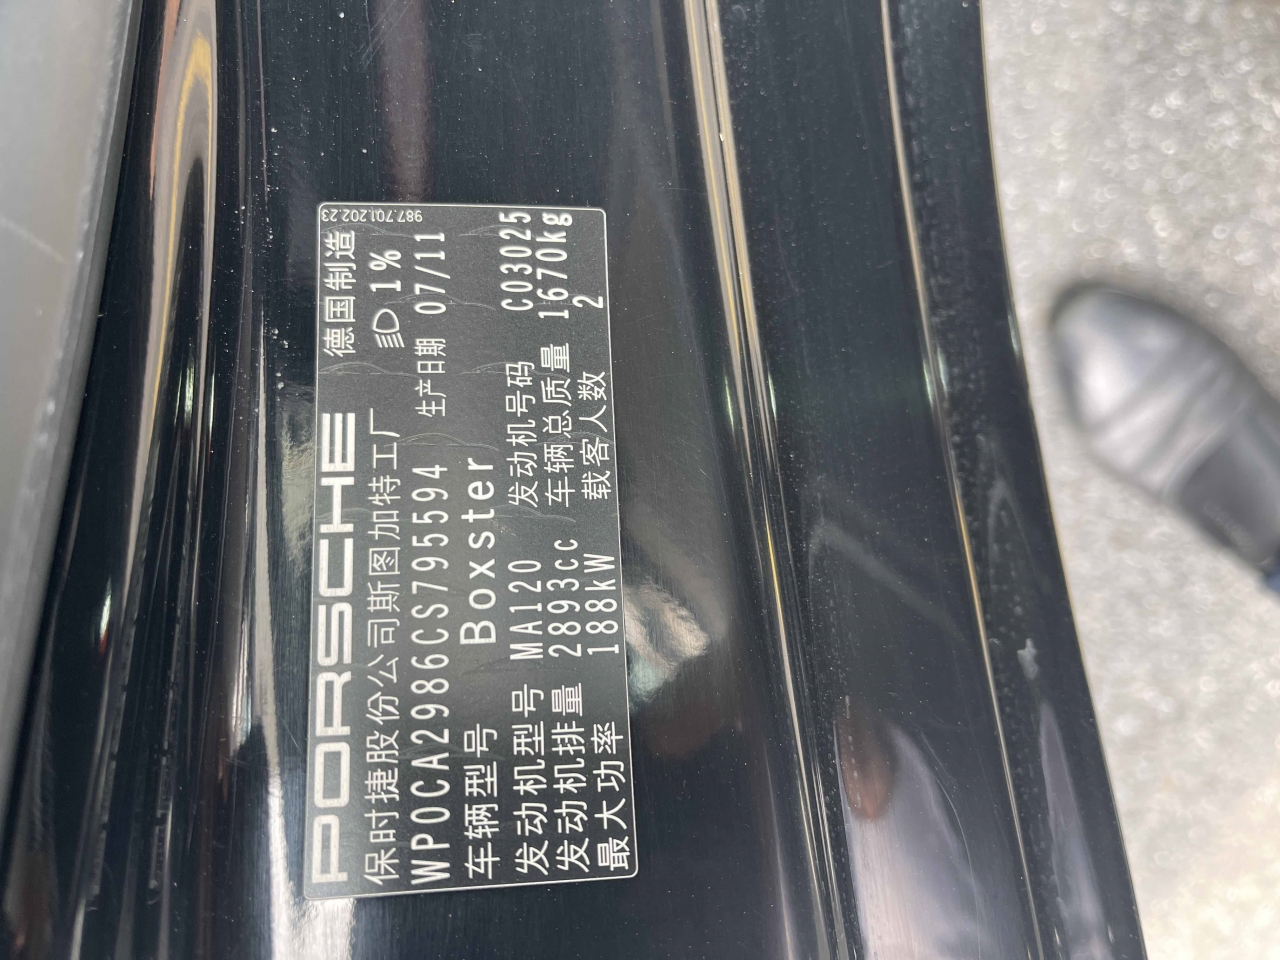 PORSCHE 德国制造 987.701.202.23
保时捷股份公司斯图加特工厂 1%
WP0CA2986CS795594 生产日期 07/11
车辆型号 Boxster
发动机型号 MA120 发动机号码 C03025
发动机排量 2893cc 车辆总质量 1670kg
最大功率 188kW 载客人数 2